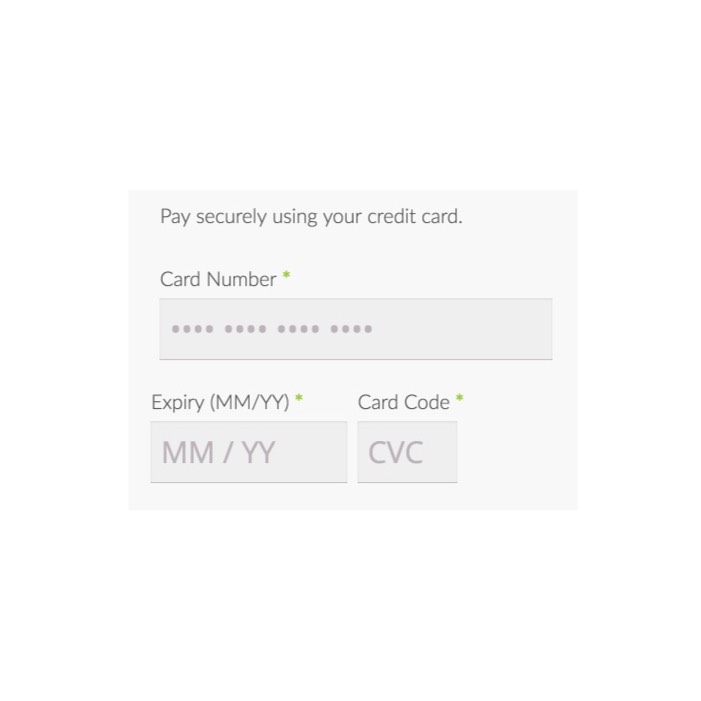 Pay securely using your credit card.
Card Number *
•••• •••• •••• ••••
Expiry (MM/YY) * Card Code *
MM / YY CVC